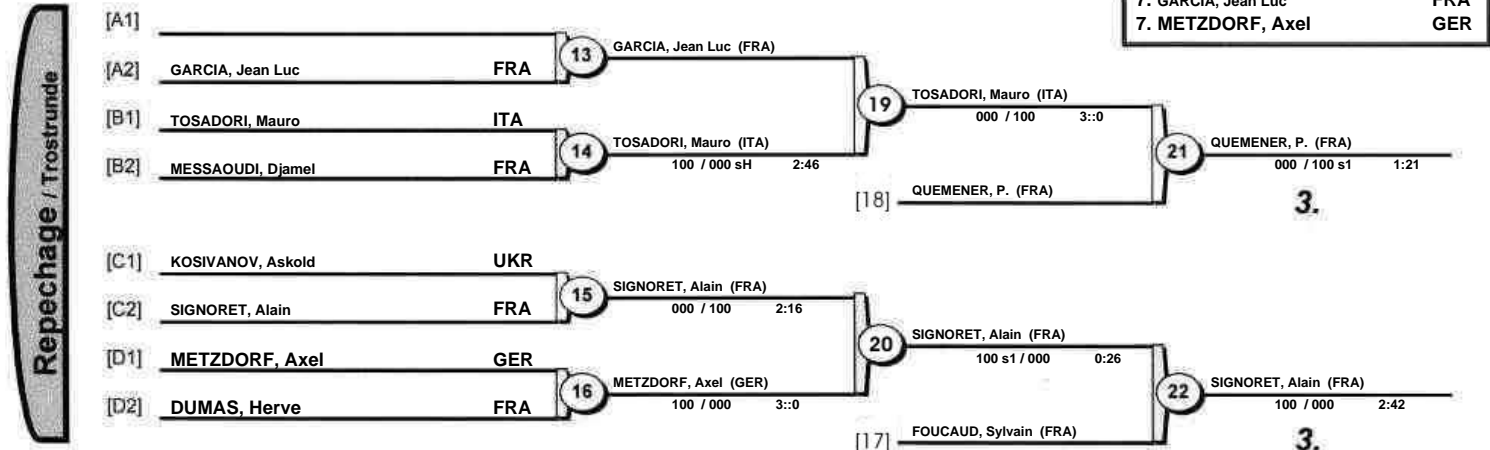 7. GARCIA, Jean Luc FRA
7. METZDORF, Axel GER
Repechage / Trostrunde
[A1]
[A2] GARCIA, Jean Luc FRA
13
GARCIA, Jean Luc (FRA)
[B1] TOSADORI, Mauro ITA
[B2] MESSAOUDI, Djamel FRA
14
TOSADORI, Mauro (ITA)
100 / 000 sH 2:46
19
TOSADORI, Mauro (ITA)
000 / 100 3::0
[18] QUEMENER, P. (FRA)
21
QUEMENER, P. (FRA)
000 / 100 s1 1:21
3.
[C1] KOSIVANOV, Askold UKR
[C2] SIGNORET, Alain FRA
15
SIGNORET, Alain (FRA)
000 / 100 2:16
[D1] METZDORF, Axel GER
[D2] DUMAS, Herve FRA
16
METZDORF, Axel (GER)
100 / 000 3::0
20
SIGNORET, Alain (FRA)
100 s1 / 000 0:26
[17] FOUCAUD, Sylvain (FRA)
22
SIGNORET, Alain (FRA)
100 / 000 2:42
3.